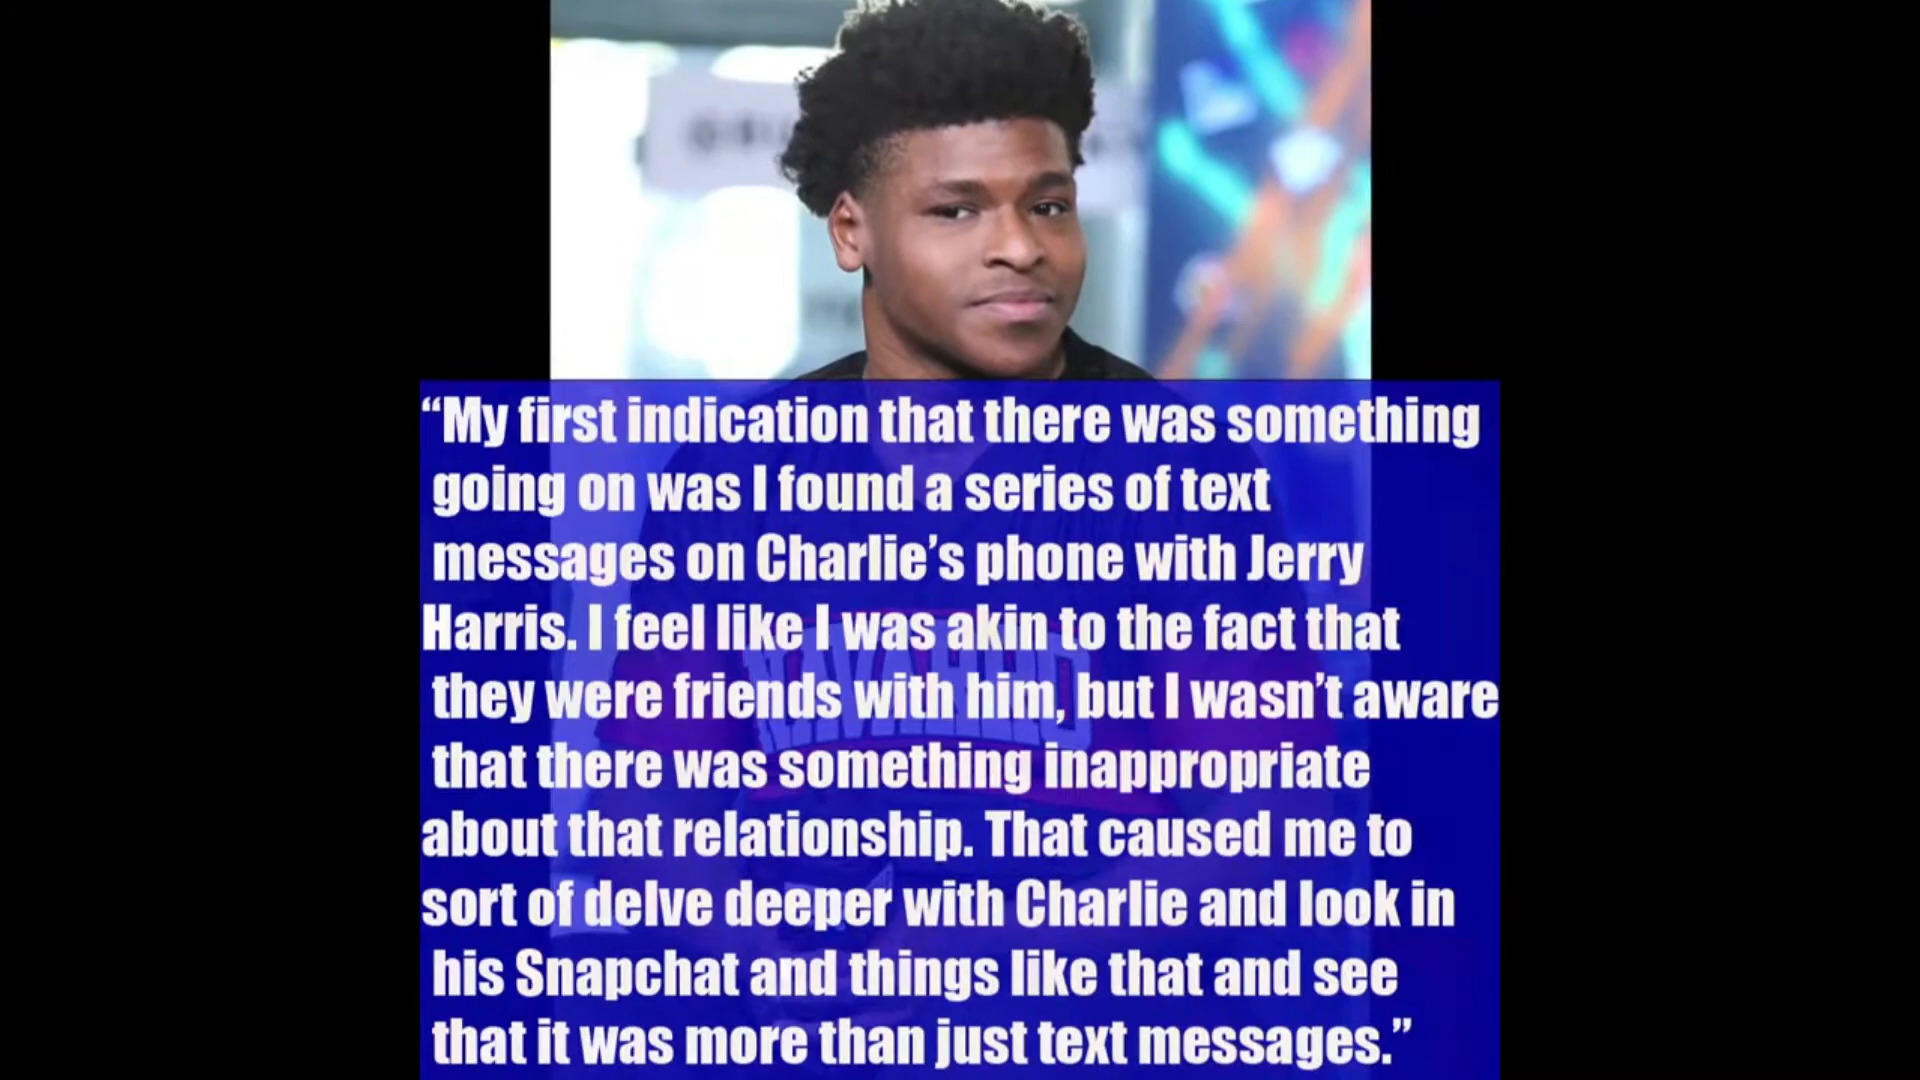 “My first indication that there was something
going on was I found a series of text
messages on Charlie’s phone with Jerry
Harris. I feel like I was akin to the fact that
they were friends with him, but I wasn’t aware
that there was something inappropriate
about that relationship. That caused me to
sort of delve deeper with Charlie and look in
his Snapchat and things like that and see
that it was more than just text messages.”